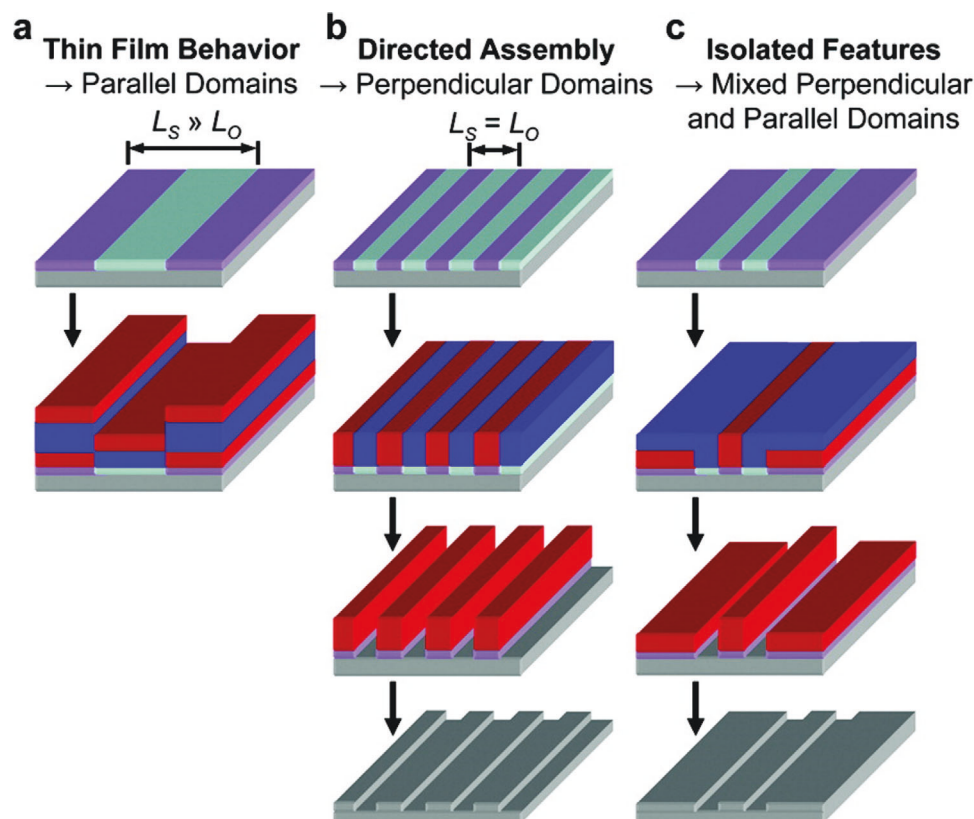 a
Thin Film Behavior
→ Parallel Domains
L_S » L_O
b
Directed Assembly
→ Perpendicular Domains
L_S = L_O
c
Isolated Features
→ Mixed Perpendicular
and Parallel Domains